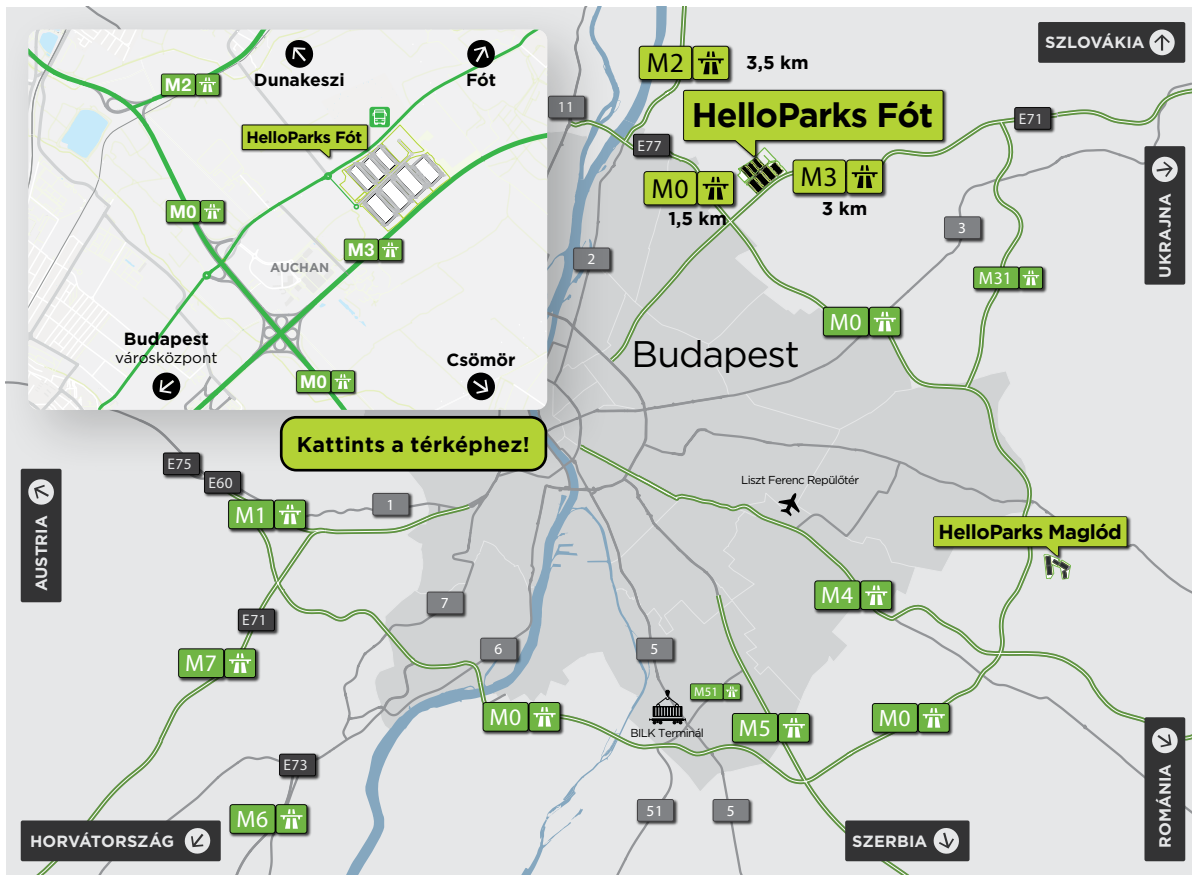 M2
Dunakeszi
Fót
HelloParks Fót
M0
M3
AUCHAN
Budapest
városközpont
M0
Csömör
Kattints a térképhez!
SZLOVÁKIA
M2
3,5 km
11
HelloParks Fót
E71
E77
M0
1,5 km
M3
3 km
UKRAJNA
3
2
M31
M0
Budapest
E75
E60
AUSTRIA
M1
1
Liszt Ferenc Repülőtér
HelloParks Maglód
M4
7
E71
M7
6
5
M51
M0
BILK Terminál
M5
M0
E73
M6
51
5
ROMÁNIA
HORVÁTORSZÁG
SZERBIA